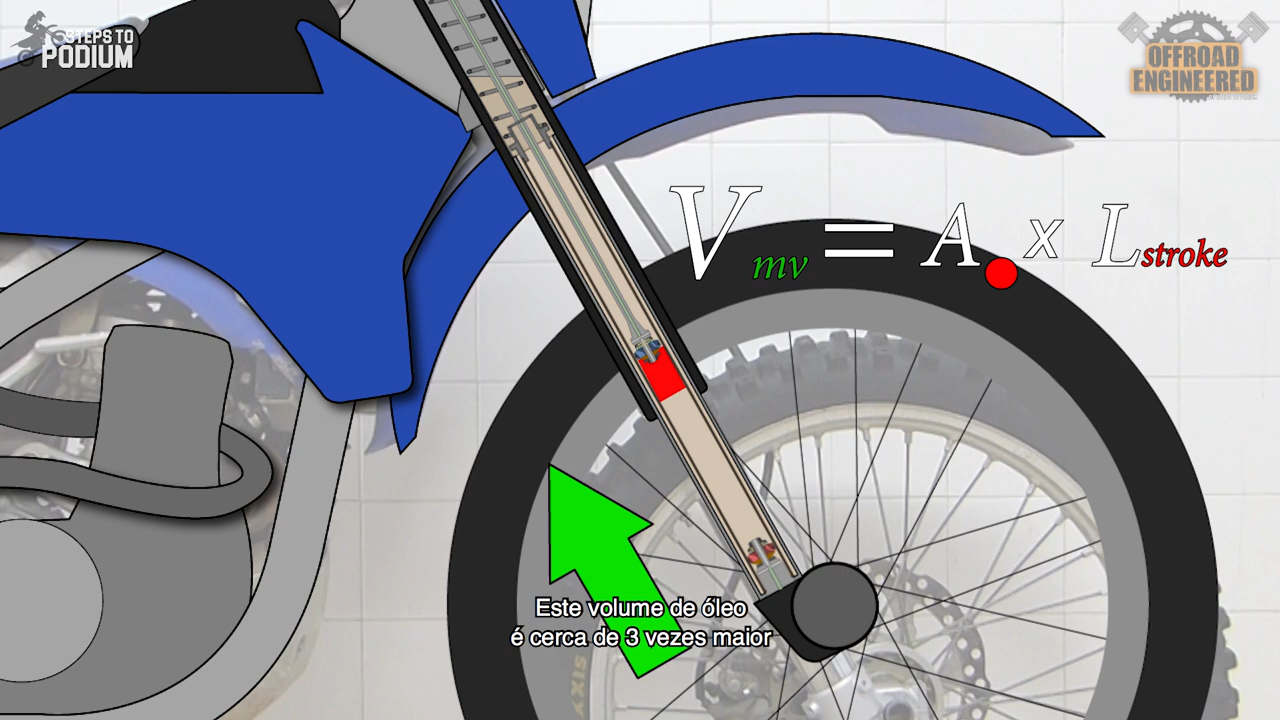 STEPS TO
PODIUM
OFFROAD
ENGINEERED
V mv = A x L stroke
Este volume de óleo
é cerca de 3 vezes maior